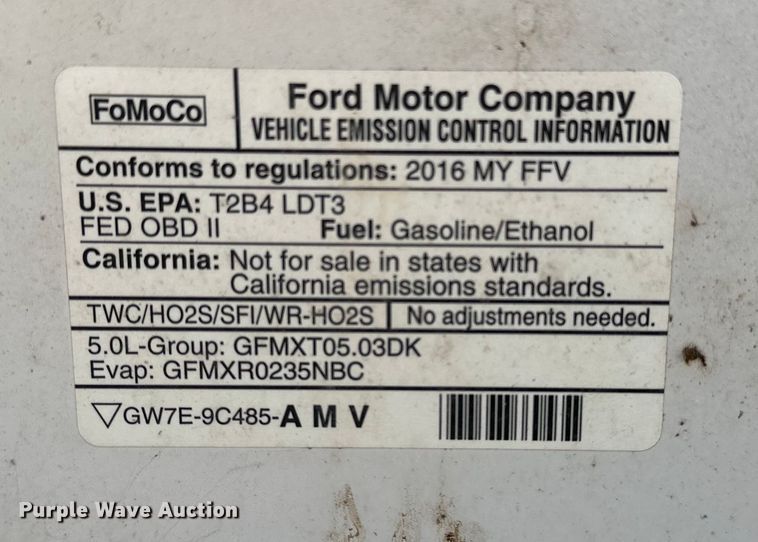 FoMoCo
Ford Motor Company
VEHICLE EMISSION CONTROL INFORMATION
Conforms to regulations: 2016 MY FFV
U.S. EPA: T2B4 LDT3
FED OBD II Fuel: Gasoline/Ethanol
California: Not for sale in states with
California emissions standards.
TWC/HO2S/SFI/WR-HO2S No adjustments needed.
5.0L-Group: GFMXT05.03DK
Evap: GFMXR0235NBC
▽GW7E-9C485-A M V
Purple Wave Auction